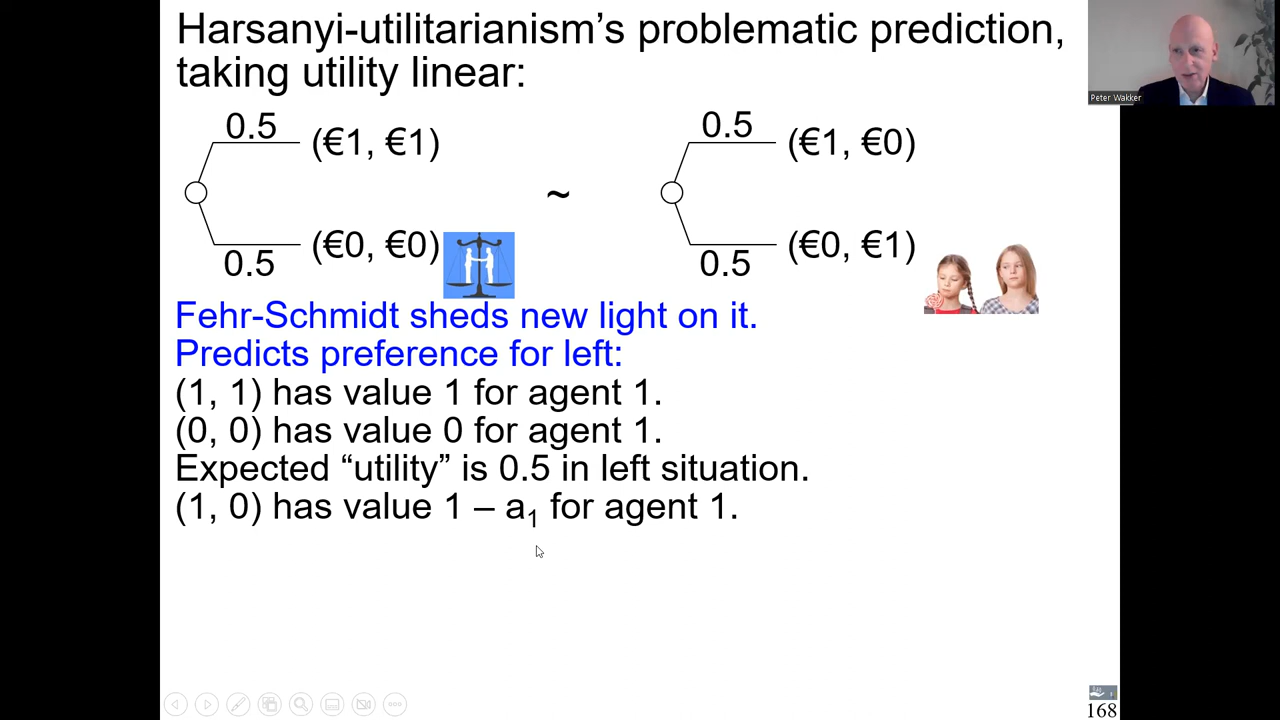 Harsanyi-utilitarianism's problematic prediction,
taking utility linear:
Peter Wakker
0.5 (€1, €1)
0.5 (€0, €0)
~
0.5 (€1, €0)
0.5 (€0, €1)
Fehr-Schmidt sheds new light on it.
Predicts preference for left:
(1, 1) has value 1 for agent 1.
(0, 0) has value 0 for agent 1.
Expected “utility” is 0.5 in left situation.
(1, 0) has value 1 – a₁ for agent 1.
168